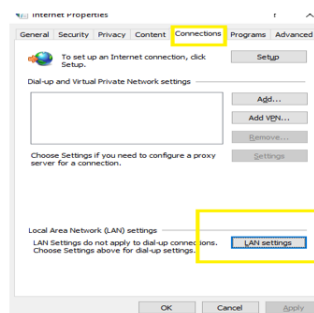 Internet Properties
General Security Privacy Content Connections Programs Advanced
To set up an Internet connection, click Setup.
Setup
Dial-up and Virtual Private Network settings
Add...
Add VPN...
Remove...
Choose Settings if you need to configure a proxy server for a connection.
Settings
Local Area Network (LAN) settings
LAN Settings do not apply to dial-up connections. Choose Settings above for dial-up settings.
LAN settings
OK Cancel Apply